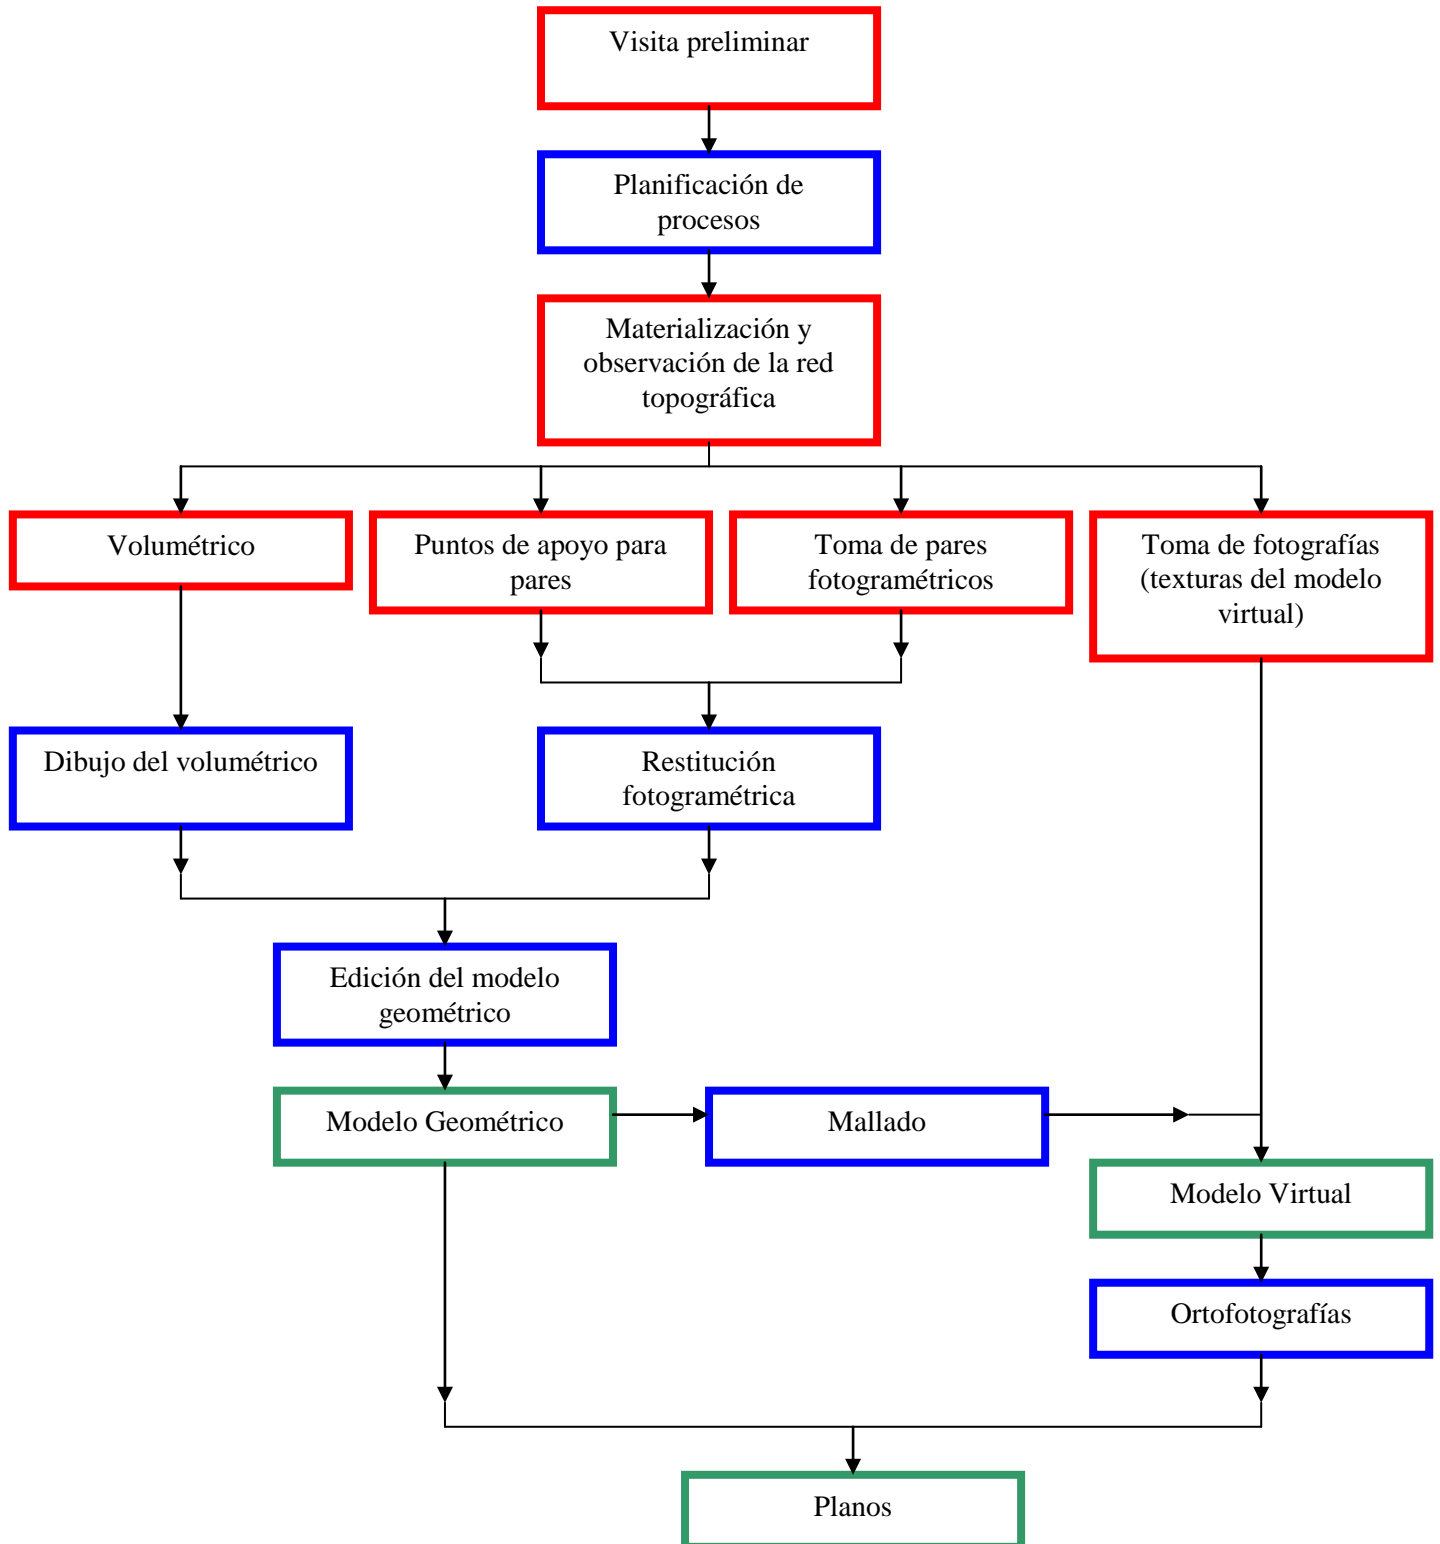 Visita preliminar
Planificación de
procesos
Materialización y
observación de la red
topográfica
Volumétrico
Puntos de apoyo para
pares
Toma de pares
fotogramétricos
Toma de fotografías
(texturas del modelo
virtual)
Dibujo del volumétrico
Restitución
fotogramétrica
Edición del modelo
geométrico
Modelo Geométrico
Mallado
Modelo Virtual
Ortofotografías
Planos